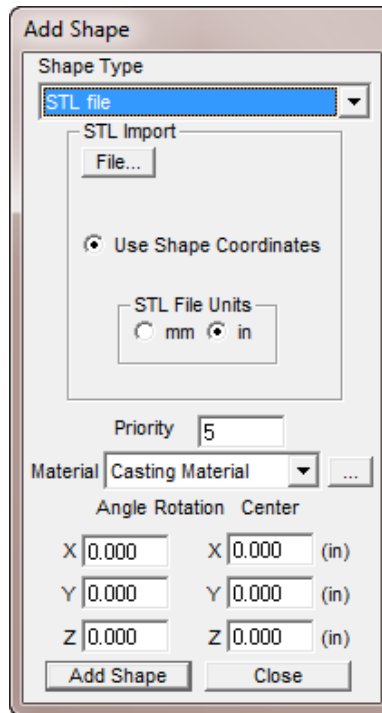 Add Shape
Shape Type
STL file
STL Import
File...
Use Shape Coordinates
STL File Units
mm in
Priority 5
Material Casting Material ...
Angle Rotation Center
X 0.000 X 0.000 (in)
Y 0.000 Y 0.000 (in)
Z 0.000 Z 0.000 (in)
Add Shape Close